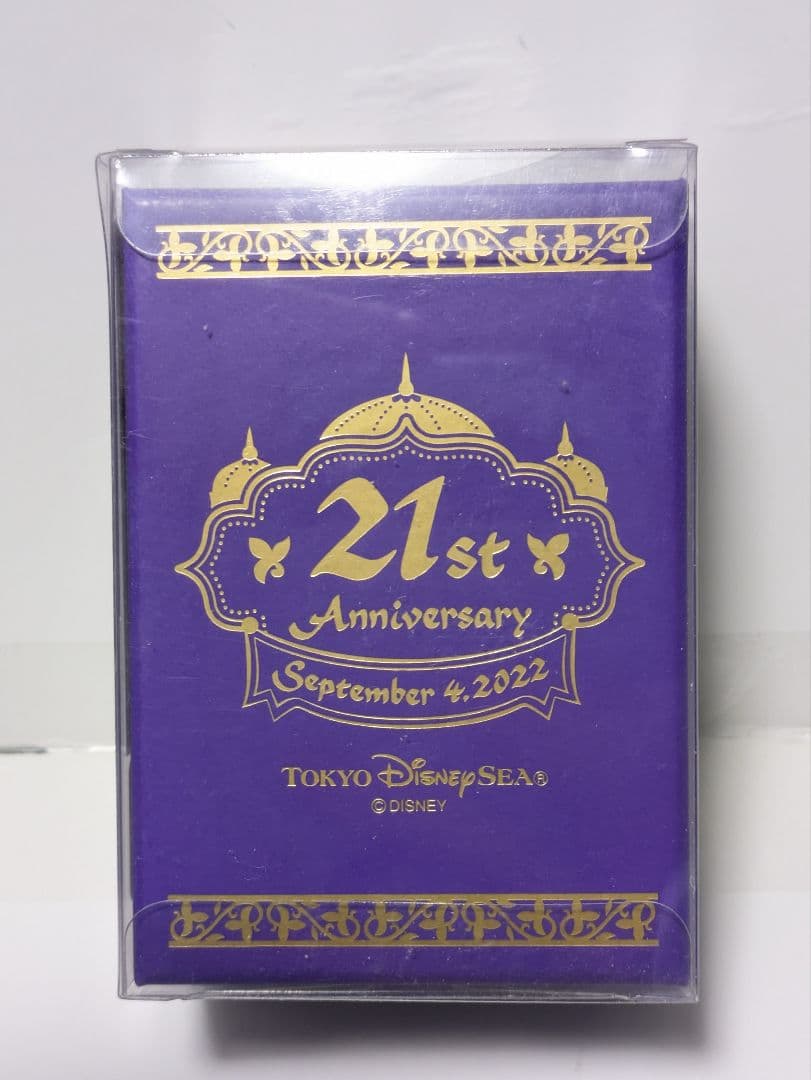 21st
Anniversary
September 4.2022
TOKYO DISNEYSEA®
©DISNEY